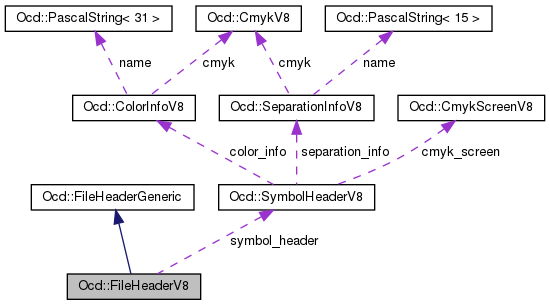 Ocd::PascalString< 31 >
Ocd::CmykV8
Ocd::PascalString< 15 >
name
cmyk
cmyk
name
Ocd::ColorInfoV8
Ocd::SeparationInfoV8
Ocd::CmykScreenV8
color_info
separation_info
cmyk_screen
Ocd::FileHeaderGeneric
Ocd::SymbolHeaderV8
symbol_header
Ocd::FileHeaderV8